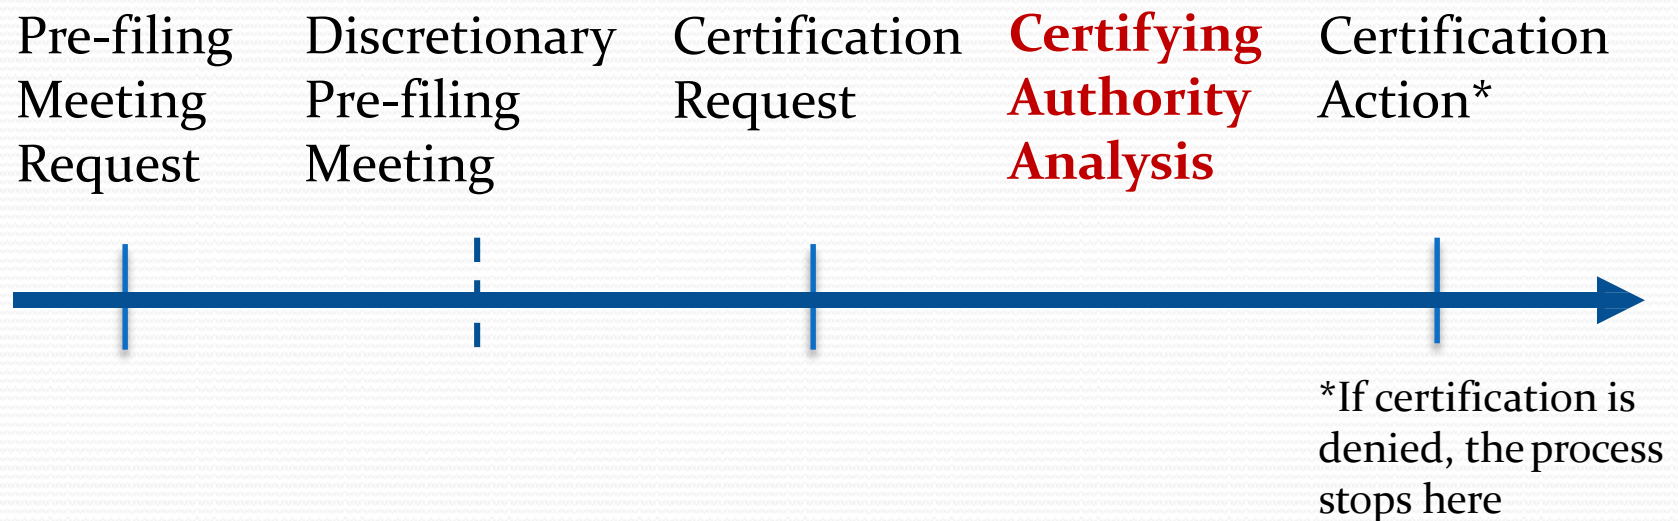 Pre-filing
Meeting
Request
Discretionary
Pre-filing
Meeting
Certification
Request
Certifying
Authority
Analysis
Certification
Action*
*If certification is
denied, the process
stops here